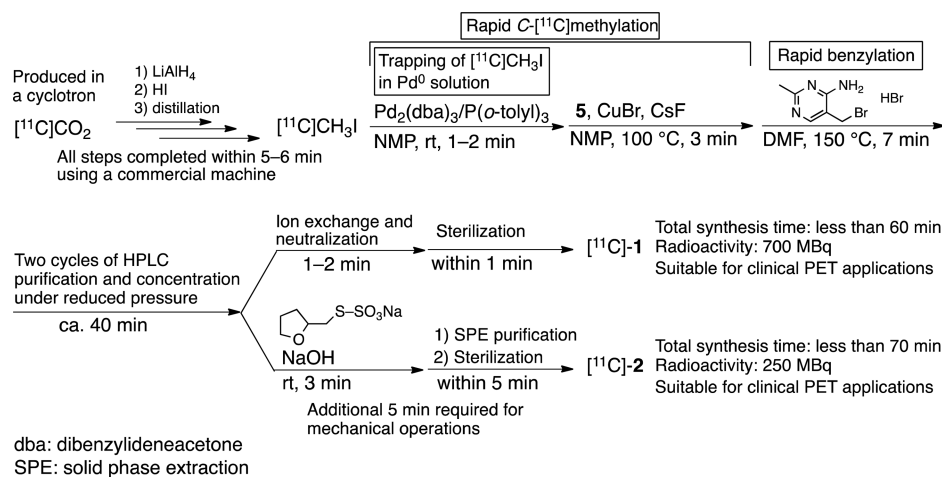 Rapid C-[¹¹C]methylation
Produced in
a cyclotron
1) LiAlH₄
2) HI
3) distillation
Trapping of [¹¹C]CH₃I
in Pd⁰ solution
Rapid benzylation
N
NH₂
N
Br
HBr
[¹¹C]CO₂
[¹¹C]CH₃I
Pd₂(dba)₃/P(o-tolyl)₃
NMP, rt, 1–2 min
5, CuBr, CsF
NMP, 100 °C, 3 min
DMF, 150 °C, 7 min
All steps completed within 5–6 min
using a commercial machine
Two cycles of HPLC
purification and concentration
under reduced pressure
ca. 40 min
Ion exchange and
neutralization
1–2 min
Sterilization
within 1 min
[¹¹C]-1
Total synthesis time: less than 60 min
Radioactivity: 700 MBq
Suitable for clinical PET applications
O
S–SO₃Na
NaOH
rt, 3 min
1) SPE purification
2) Sterilization
within 5 min
[¹¹C]-2
Total synthesis time: less than 70 min
Radioactivity: 250 MBq
Suitable for clinical PET applications
Additional 5 min required for
mechanical operations
dba: dibenzylideneacetone
SPE: solid phase extraction